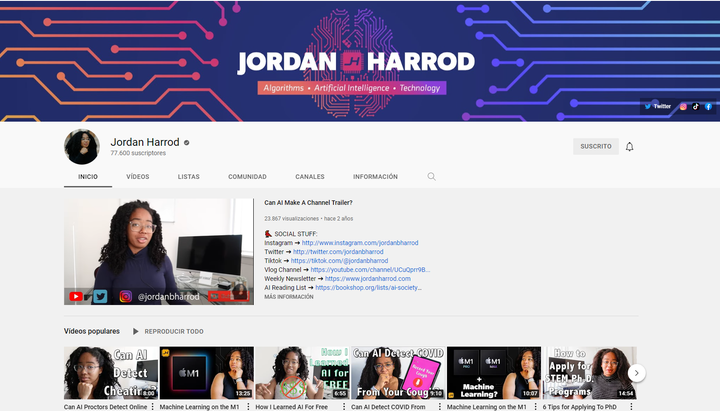 JORDAN JH HARROD
Algorithms • Artificial Intelligence • Technology
Twitter
Jordan Harrod
77.600 suscriptores
SUSCRITO
INICIO
VÍDEOS
LISTAS
COMUNIDAD
CANALES
INFORMACIÓN
Can AI Make A Channel Trailer?
23.867 visualizaciones • hace 2 años
SOCIAL STUFF:
Instagram ➔ http://www.instagram.com/jordanbharrod
Twitter ➔ http://twitter.com/jordanbharrod
Tiktok ➔ https://tiktok.com/@jordanbharrod
Vlog Channel ➔ https://youtube.com/channel/UCuQprr9B...
Weekly Newsletter ➔ https://www.jordanharrod.com
AI Reading List ➔ https://bookshop.org/lists/ai-society...
MÁS INFORMACIÓN
@jordanbharrod
Vídeos populares
REPRODUCIR TODO
Can AI
Detect
Cheatin
8:00
M1
13:25
How I
Learned
AI for
FREE
6:55
Can AI Detect COVID
From Your Coug
9:10
M1
M1
+
Machine
Learning?
10:07
How to
Apply for
STEM Ph.D.
Programs
14:54
Can AI Proctors Detect Online
Machine Learning on the M1
How I Learned AI For Free
Can AI Detect COVID From
Machine Learning on the M1
6 Tips for Applying To PhD